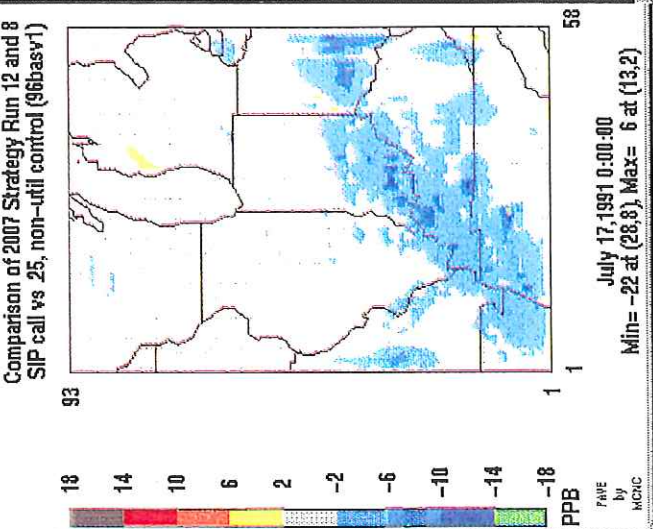 Comparison of 2007 Strategy Run 12 and 8
SIP call vs .25, non-util control (96basv1)
18
14
10
6
2
-2
-6
-10
-14
-18
PPB
PAVE
by
MCNC
93
1
1
58
July 17,1991 0:00:00
Min= -22 at (28,8), Max= 6 at (13,2)